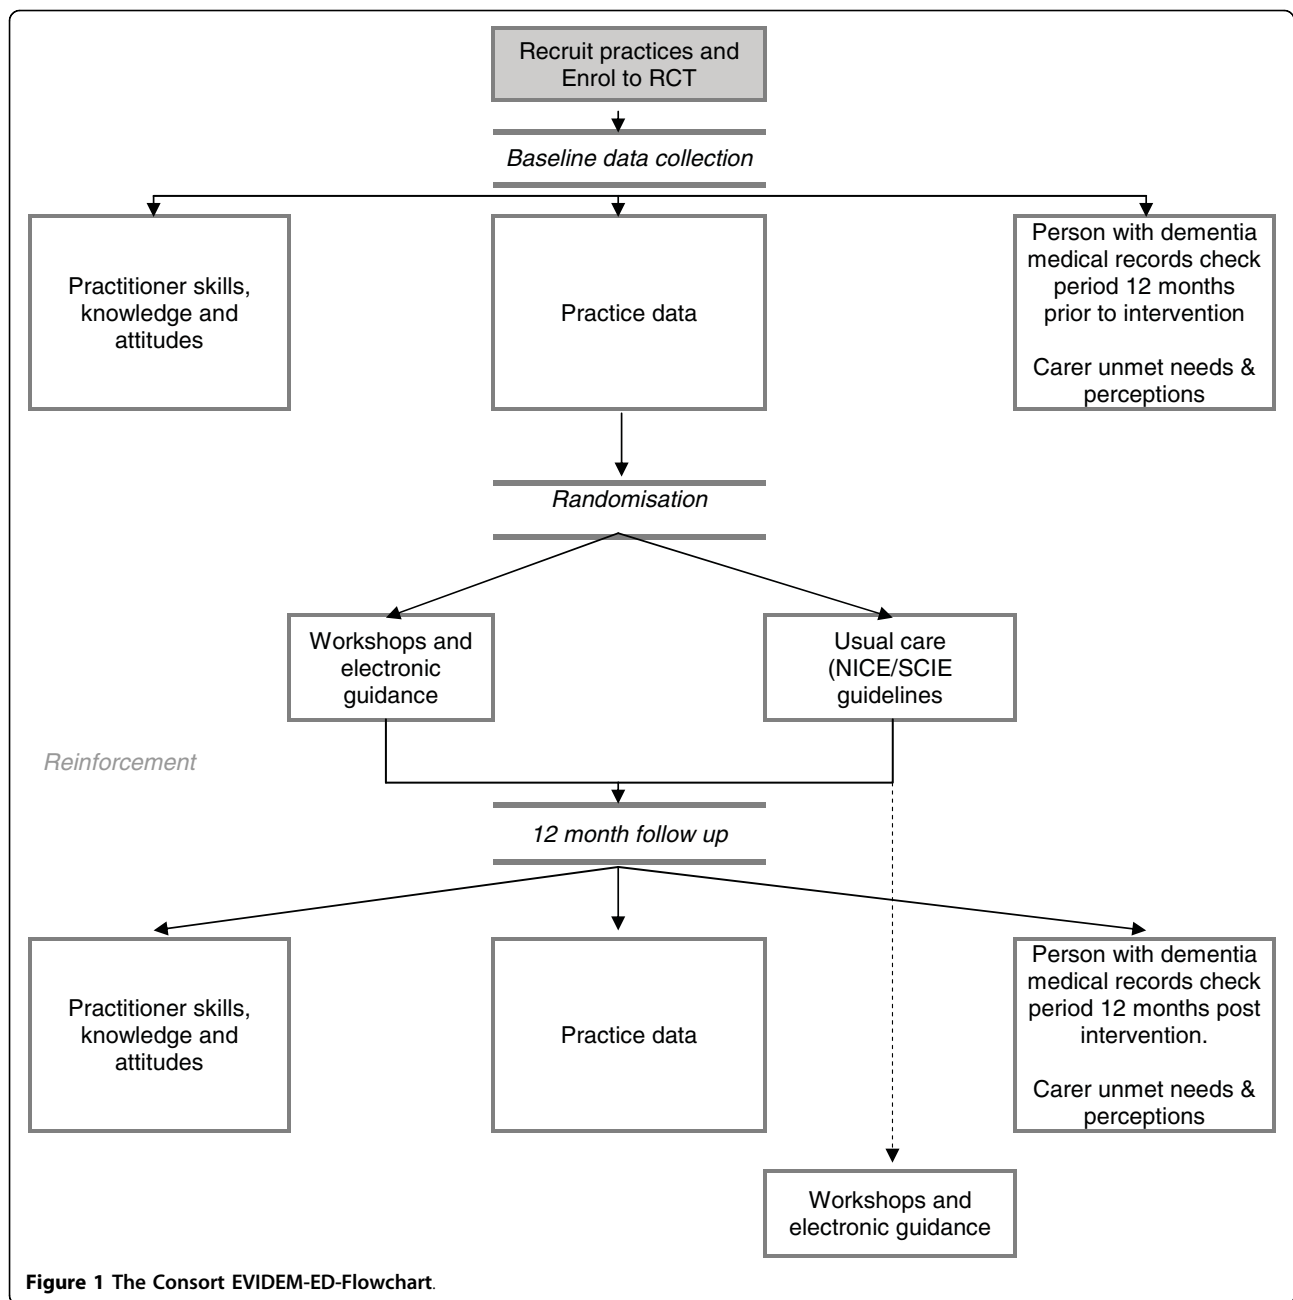 Recruit practices and
Enrol to RCT
Baseline data collection
Practitioner skills,
knowledge and
attitudes
Practice data
Person with dementia
medical records check
period 12 months
prior to intervention
Carer unmet needs &
perceptions
Randomisation
Workshops and
electronic
guidance
Usual care
(NICE/SCIE
guidelines
Reinforcement
12 month follow up
Practitioner skills,
knowledge and
attitudes
Practice data
Person with dementia
medical records check
period 12 months post
intervention.
Carer unmet needs &
perceptions
Workshops and
electronic guidance
Figure 1 The Consort EVIDEM-ED-Flowchart.